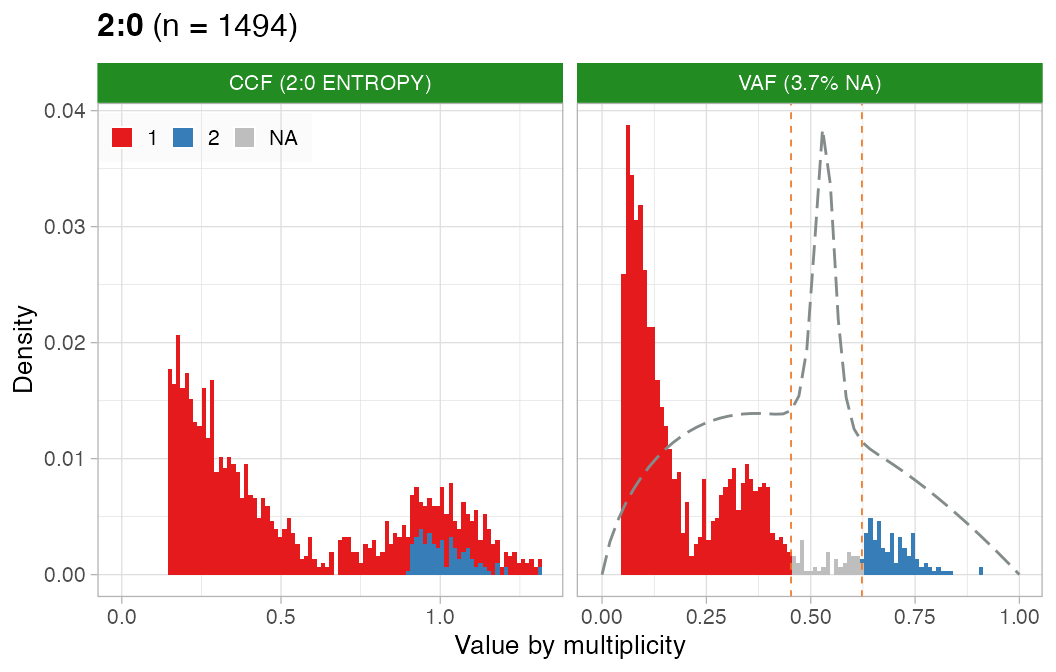 2:0 (n = 1494)
CCF (2:0 ENTROPY)
VAF (3.7% NA)
1 2 NA
0.04
0.03
0.02
0.01
0.00
Density
0.0 0.5 1.0
0.00 0.25 0.50 0.75 1.00
Value by multiplicity